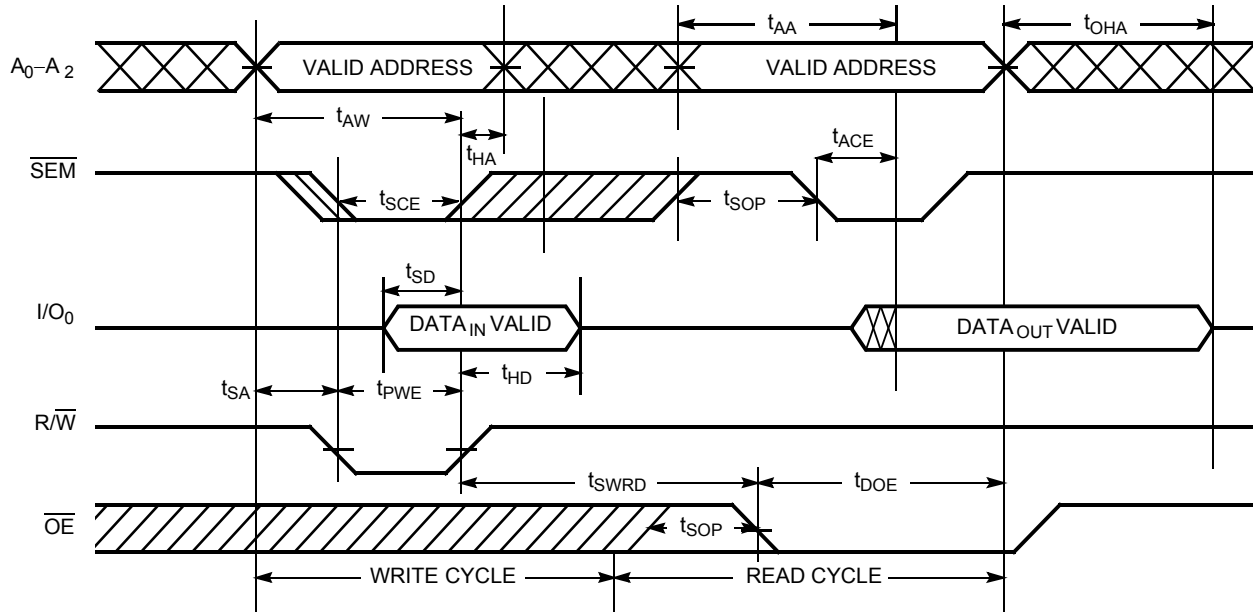 tAA tOHA
A0–A2 VALID ADDRESS VALID ADDRESS
tAW
tHA tACE
SEM
tSCE tSOP
tSD
I/O0 DATAIN VALID DATAOUT VALID
tSA tPWE tHD
R/W
tSWRD tDOE
OE tSOP
WRITE CYCLE READ CYCLE